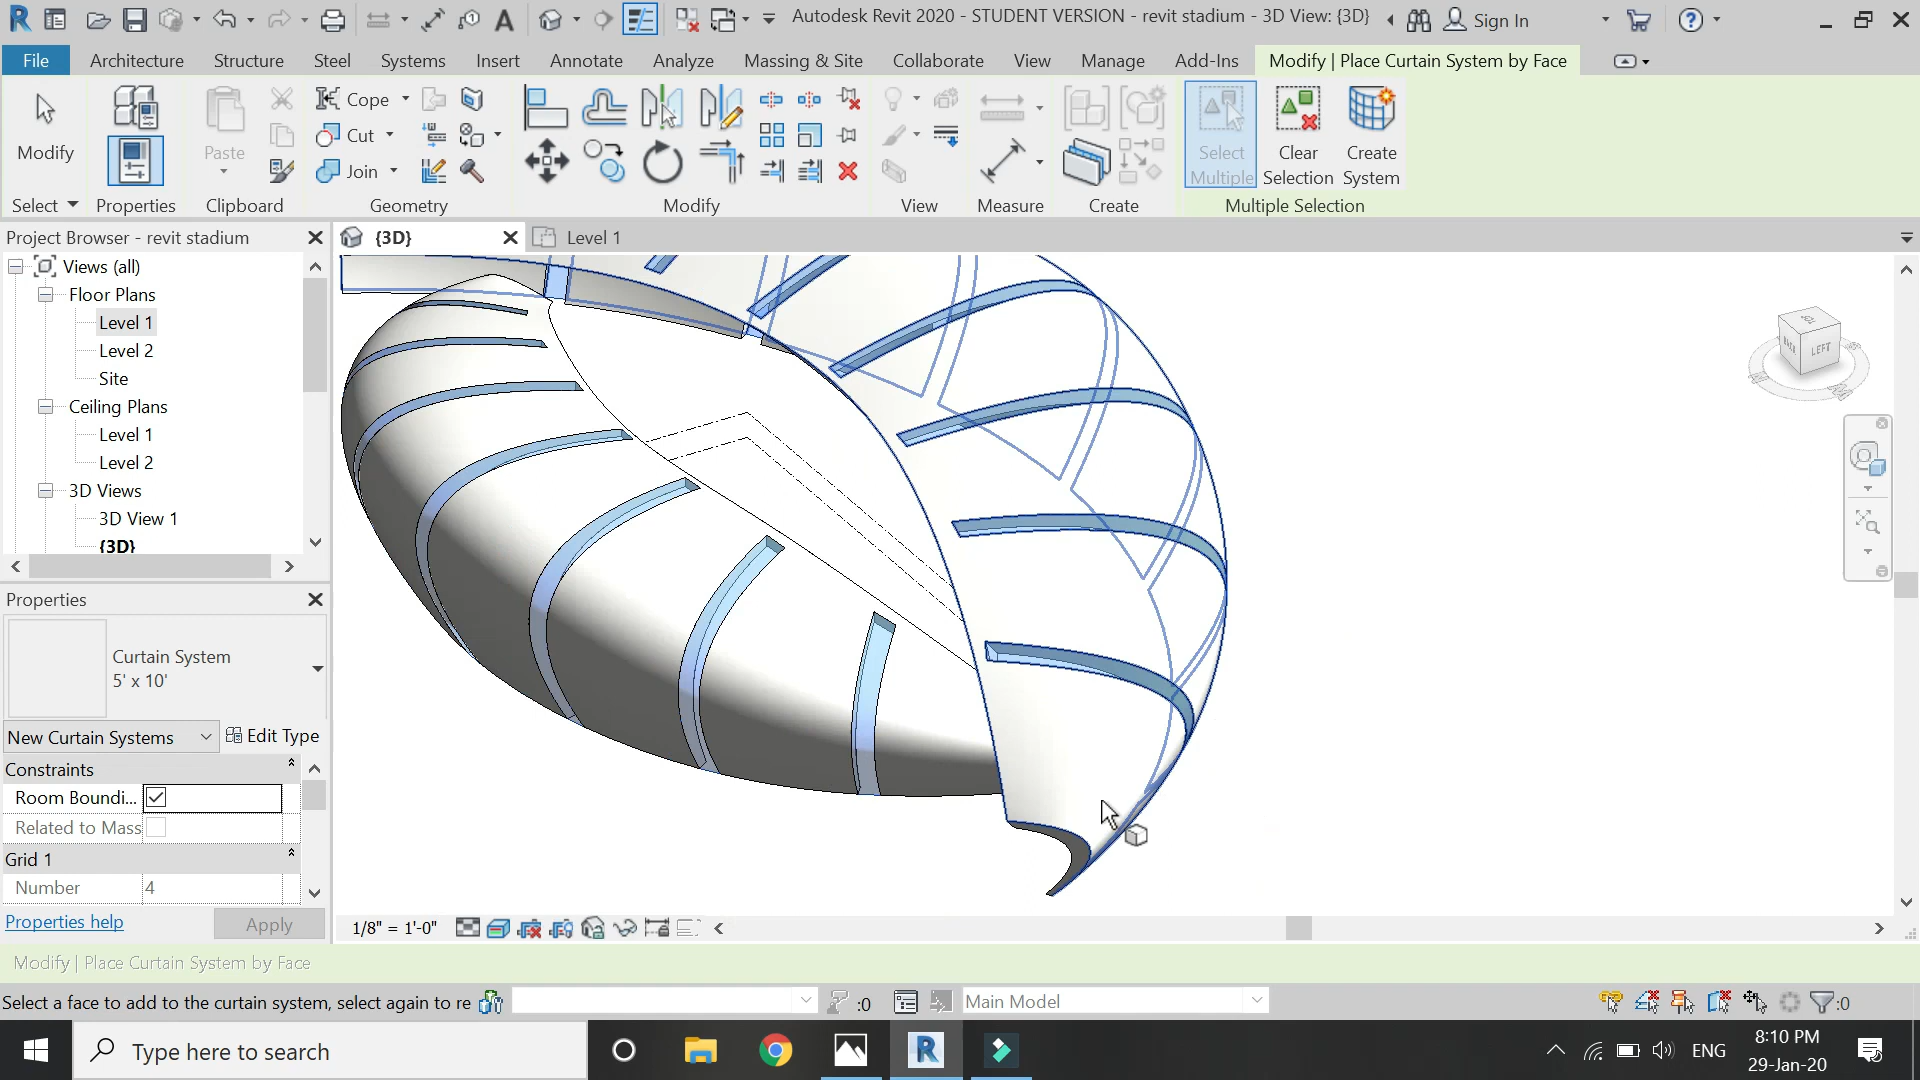 Autodesk Revit 2020 - STUDENT VERSION - revit stadium - 3D View: {3D}
Sign In
File Architecture Structure Steel Systems Insert Annotate Analyze Massing & Site Collaborate View Manage Add-Ins Modify | Place Curtain System by Face
Modify
Paste
Cope
Cut
Join
Select Multiple
Clear Selection
Create System
Select Properties Clipboard Geometry Modify View Measure Create Multiple Selection
Project Browser - revit stadium
{3D}
Level 1
Views (all)
Floor Plans
Level 1
Level 2
Site
Ceiling Plans
Level 1
Level 2
3D Views
3D View 1
{3D}
LEFT
Properties
Curtain System
5' x 10'
New Curtain Systems
Edit Type
Constraints
Room Boundi...
Related to Mass
Grid 1
Number 4
Properties help
Apply
1/8" = 1'-0"
Modify | Place Curtain System by Face
Select a face to add to the curtain system, select again to re
:0
Main Model
:0
Type here to search
ENG
8:10 PM
29-Jan-20